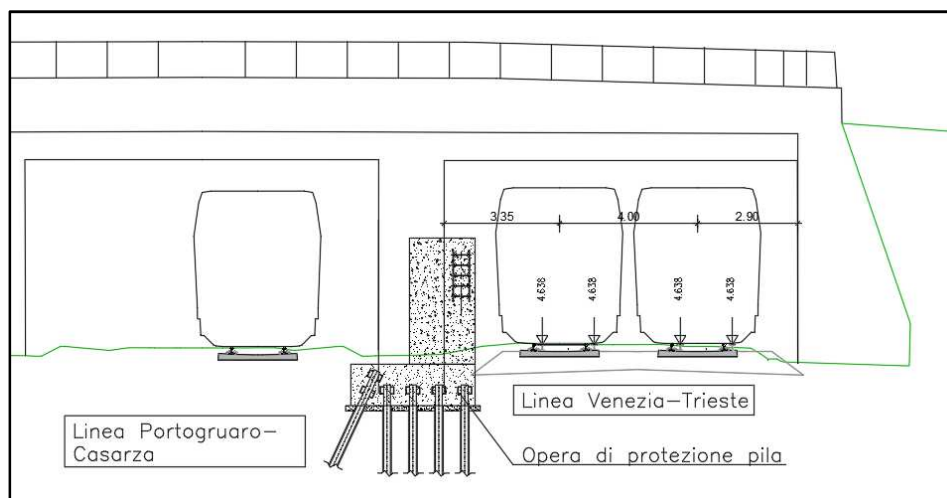 3.35 4.00 2.90
4.638 4.638 4.638 4.638
Linea Venezia-Trieste
Linea Portogruaro-
Casarza
Opera di protezione pila